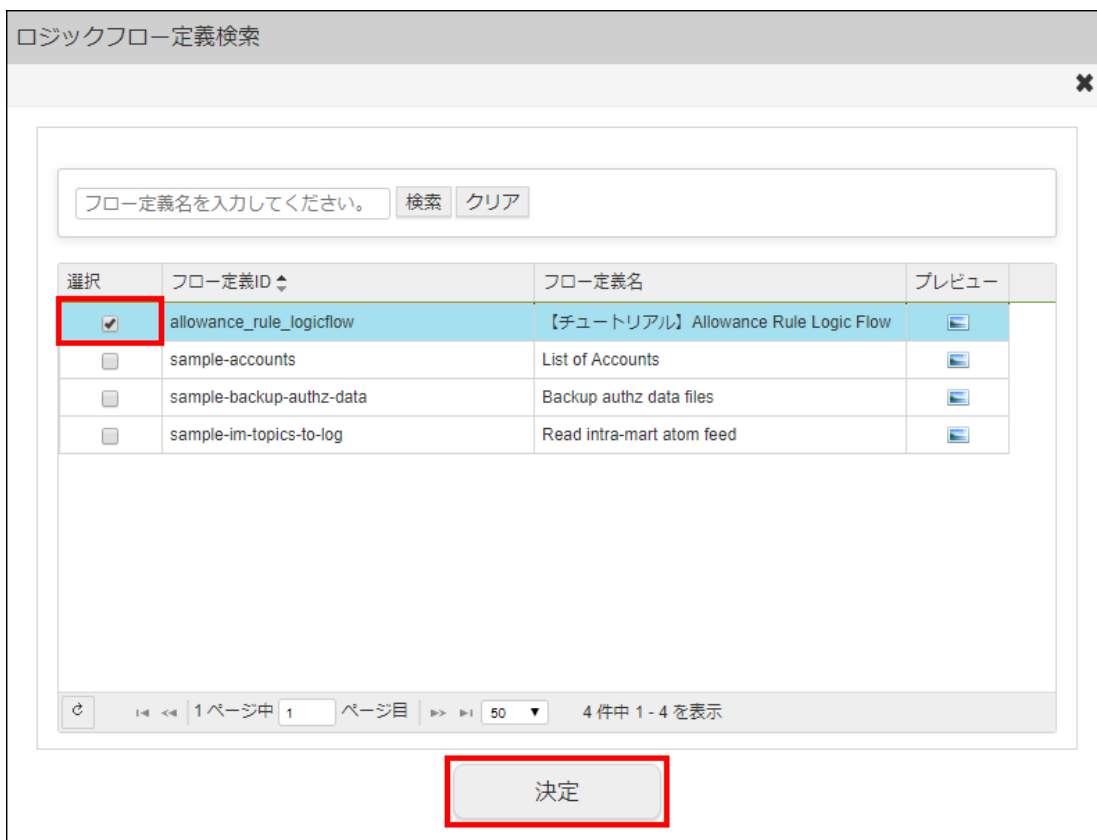 ロジックフロー定義検索
フロー定義名を入力してください。 検索 クリア
選択 フロー定義ID フロー定義名 プレビュー
allowance_rule_logicflow 【チュートリアル】Allowance Rule Logic Flow
sample-accounts List of Accounts
sample-backup-authz-data Backup authz data files
sample-im-topics-to-log Read intra-mart atom feed
1 ページ中 1 ページ目 50 4 件中 1 - 4 を表示
決定